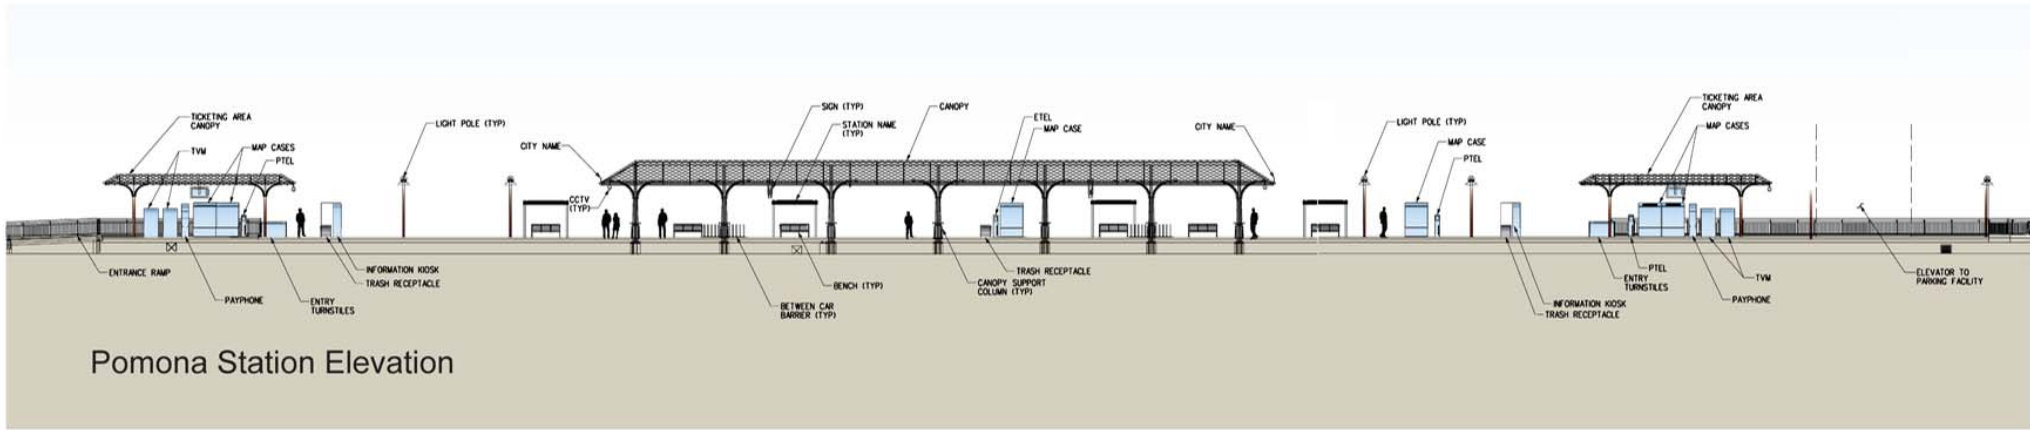 TICKETING AREA
CANOPY
TVM
MAP CASES
PTEL
LIGHT POLE (TYP)
CITY NAME
CCTV
(TYP)
SIGN (TYP)
STATION NAME
(TYP)
CANOPY
ETEL
MAP CASE
CITY NAME
LIGHT POLE (TYP)
MAP CASE
PTEL
TICKETING AREA
CANOPY
MAP CASES
ENTRANCE RAMP
PAYPHONE
INFORMATION KIOSK
TRASH RECEPTACLE
ENTRY
TURNSTILES
BETWEEN CAR
BARRIER (TYP)
BENCH (TYP)
TRASH RECEPTACLE
CANOPY SUPPORT
COLUMN (TYP)
INFORMATION KIOSK
TRASH RECEPTACLE
PTEL
ENTRY
TURNSTILES
TVM
PAYPHONE
ELEVATOR TO
PARKING FACILITY
Pomona Station Elevation